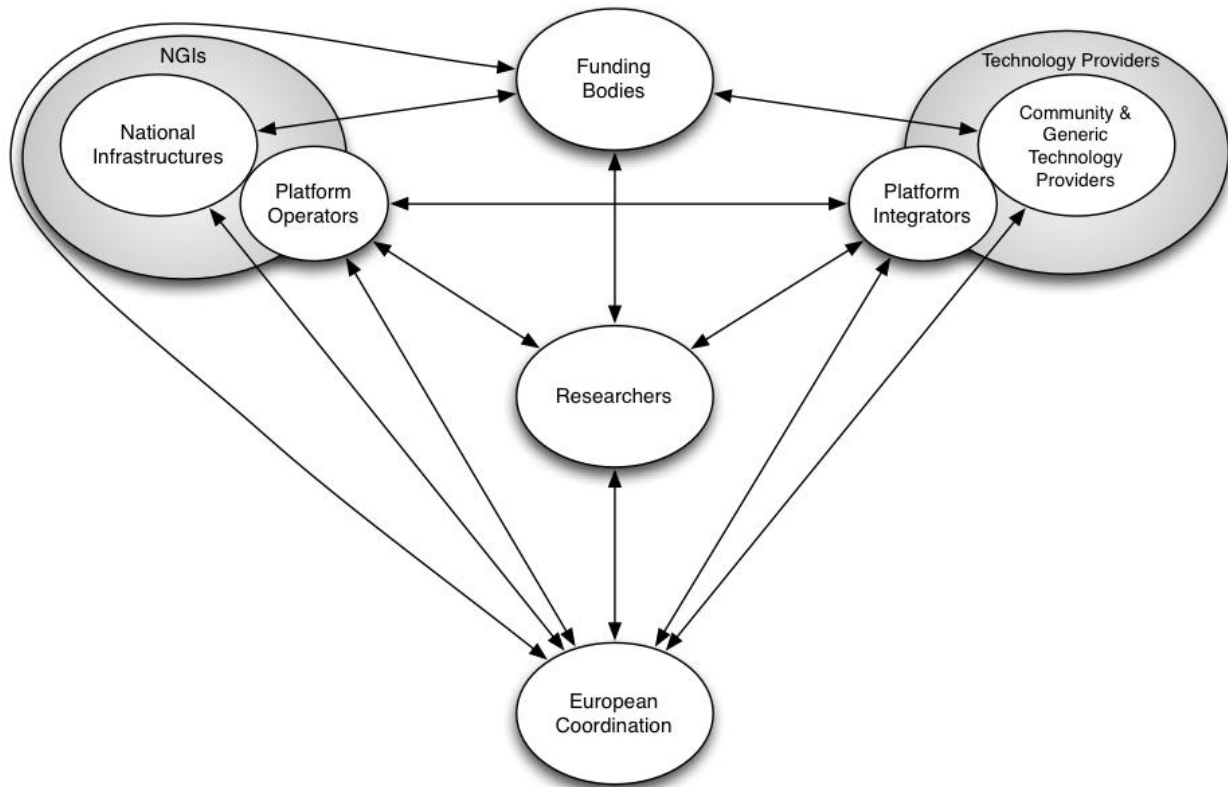 NGIs
Funding
Bodies
Technology Providers
National
Infrastructures
Community &
Generic
Technology
Providers
Platform
Operators
Platform
Integrators
Researchers
European
Coordination